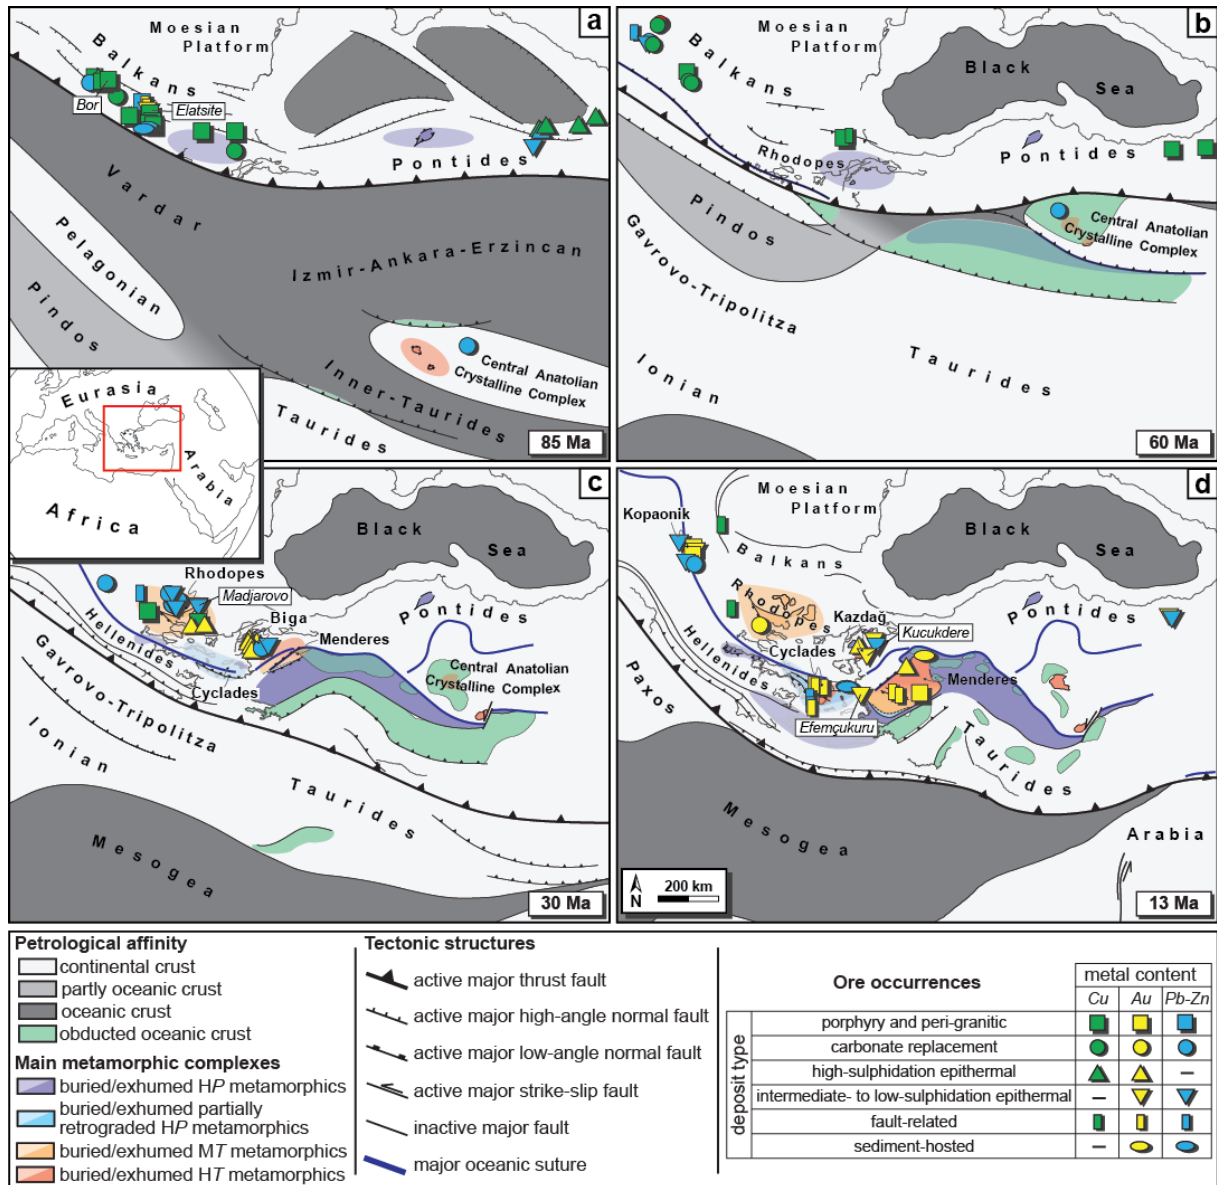 a
Moesian
Platform
Balkans
Bor
Elatsite
Pontides
Vardar
Pelagonian
Pindos
Izmir-Ankara-Erzincan
Inner-Taurides
Taurides
Central Anatolian
Crystalline Complex
85 Ma
b
Moesian
Platform
Balkans
Black
Sea
Rhodopes
Pontides
Pindos
Gavrovo-Tripolitza
Ionian
Taurides
Central Anatolian
Crystalline Complex
60 Ma
Eurasia
Arabia
Africa
c
Black
Sea
Rhodopes
Madjarovo
Biga
Pontides
Menderes
Hellenides
Cyclades
Central Anatolian
Crystalline Complex
Gavrovo-Tripolitza
Ionian
Taurides
Mesogea
30 Ma
d
Moesian
Platform
Kopaonik
Balkans
Black
Sea
Rhodopes
Kazdağ
Pontides
Kucukdere
Hellenides
Cyclades
Menderes
Paxos
Efemçukuru
Taurides
Mesogea
Arabia
N
200 km
13 Ma
Petrological affinity
continental crust
partly oceanic crust
oceanic crust
obducted oceanic crust
Main metamorphic complexes
buried/exhumed HP metamorphics
buried/exhumed partially
retrograded HP metamorphics
buried/exhumed MT metamorphics
buried/exhumed HT metamorphics
Tectonic structures
active major thrust fault
active major high-angle normal fault
active major low-angle normal fault
active major strike-slip fault
inactive major fault
major oceanic suture
Ore occurrences
metal content
Cu Au Pb-Zn
deposit type
porphyry and peri-granitic
carbonate replacement
high-sulphidation epithermal –
intermediate- to low-sulphidation epithermal –
fault-related
sediment-hosted –